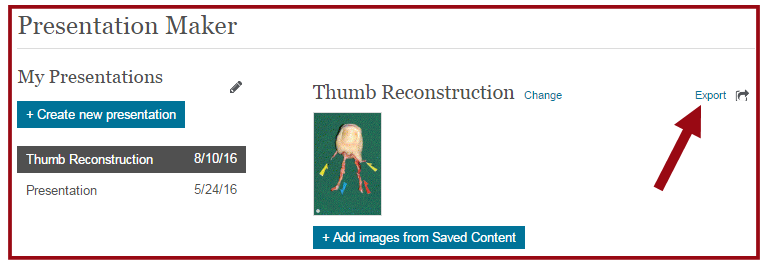 Presentation Maker
My Presentations
+ Create new presentation
Thumb Reconstruction 8/10/16
Presentation 5/24/16
Thumb Reconstruction Change Export
+ Add images from Saved Content